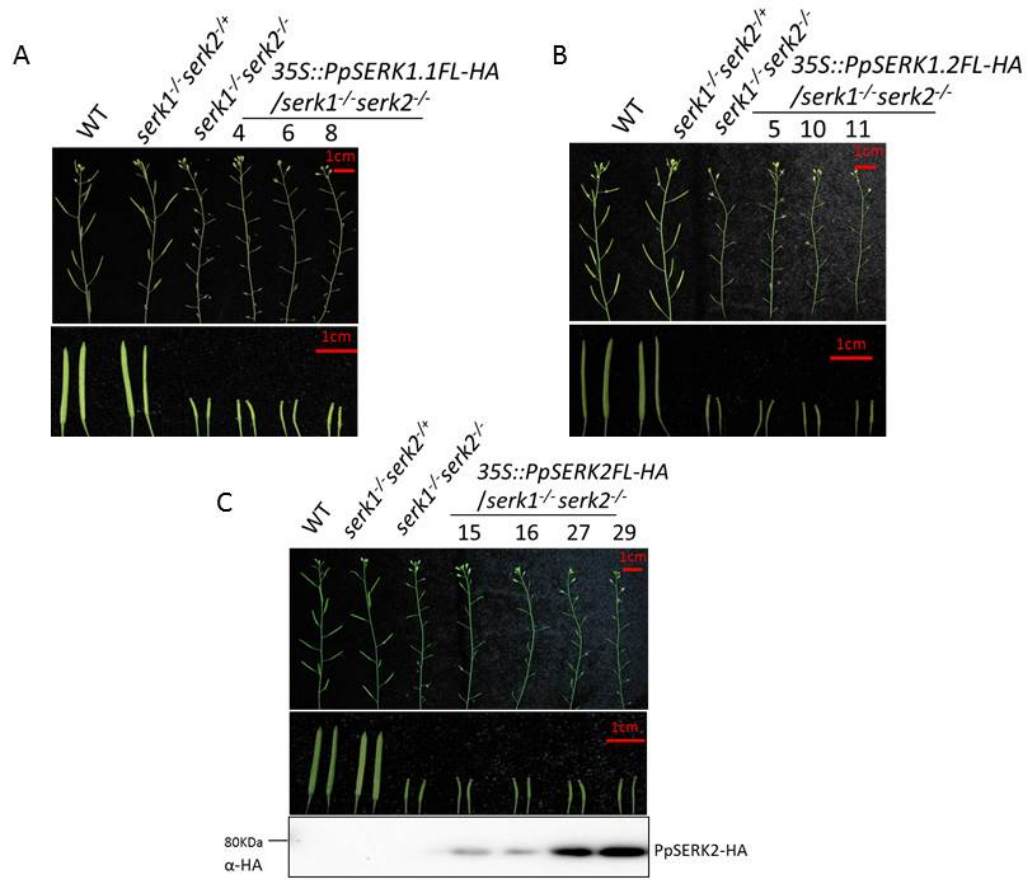 A
WT
serk1-/-serk2-/+
serk1-/-serk2-/-
35S::PpSERK1.1FL-HA
/serk1-/-serk2-/-
4 6 8
1cm
1cm
B
WT
serk1-/-serk2-/+
serk1-/-serk2-/-
35S::PpSERK1.2FL-HA
/serk1-/-serk2-/-
5 10 11
1cm
1cm
C
WT
serk1-/-serk2-/+
serk1-/-serk2-/-
35S::PpSERK2FL-HA
/serk1-/-serk2-/-
15 16 27 29
1cm
1cm
80KDa
α-HA
PpSERK2-HA